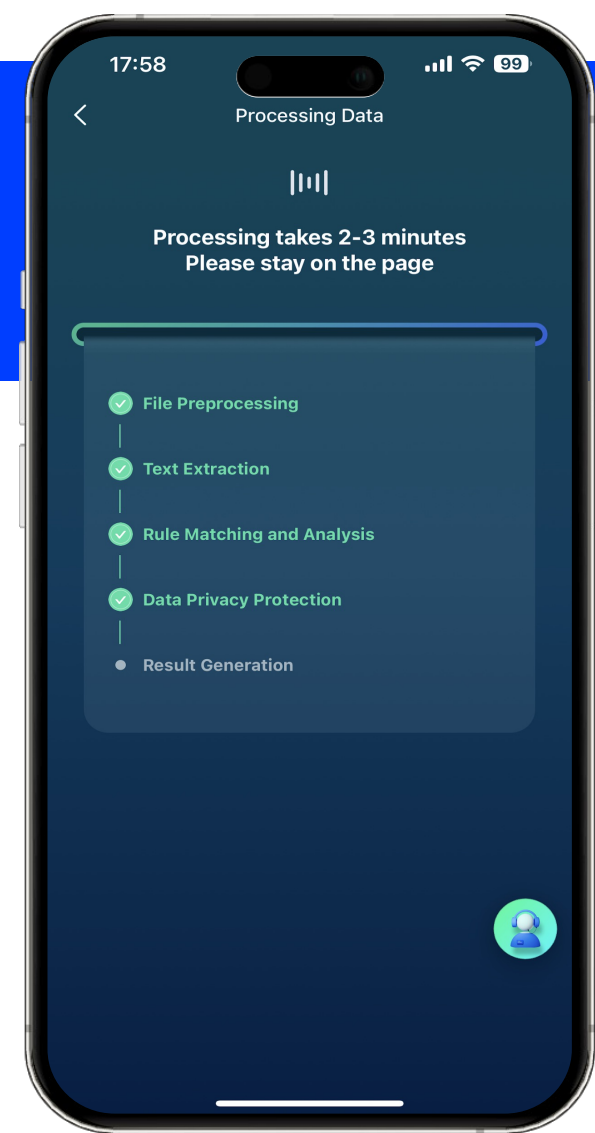 17:58
99
Processing Data
Processing takes 2-3 minutes
Please stay on the page
File Preprocessing
Text Extraction
Rule Matching and Analysis
Data Privacy Protection
Result Generation